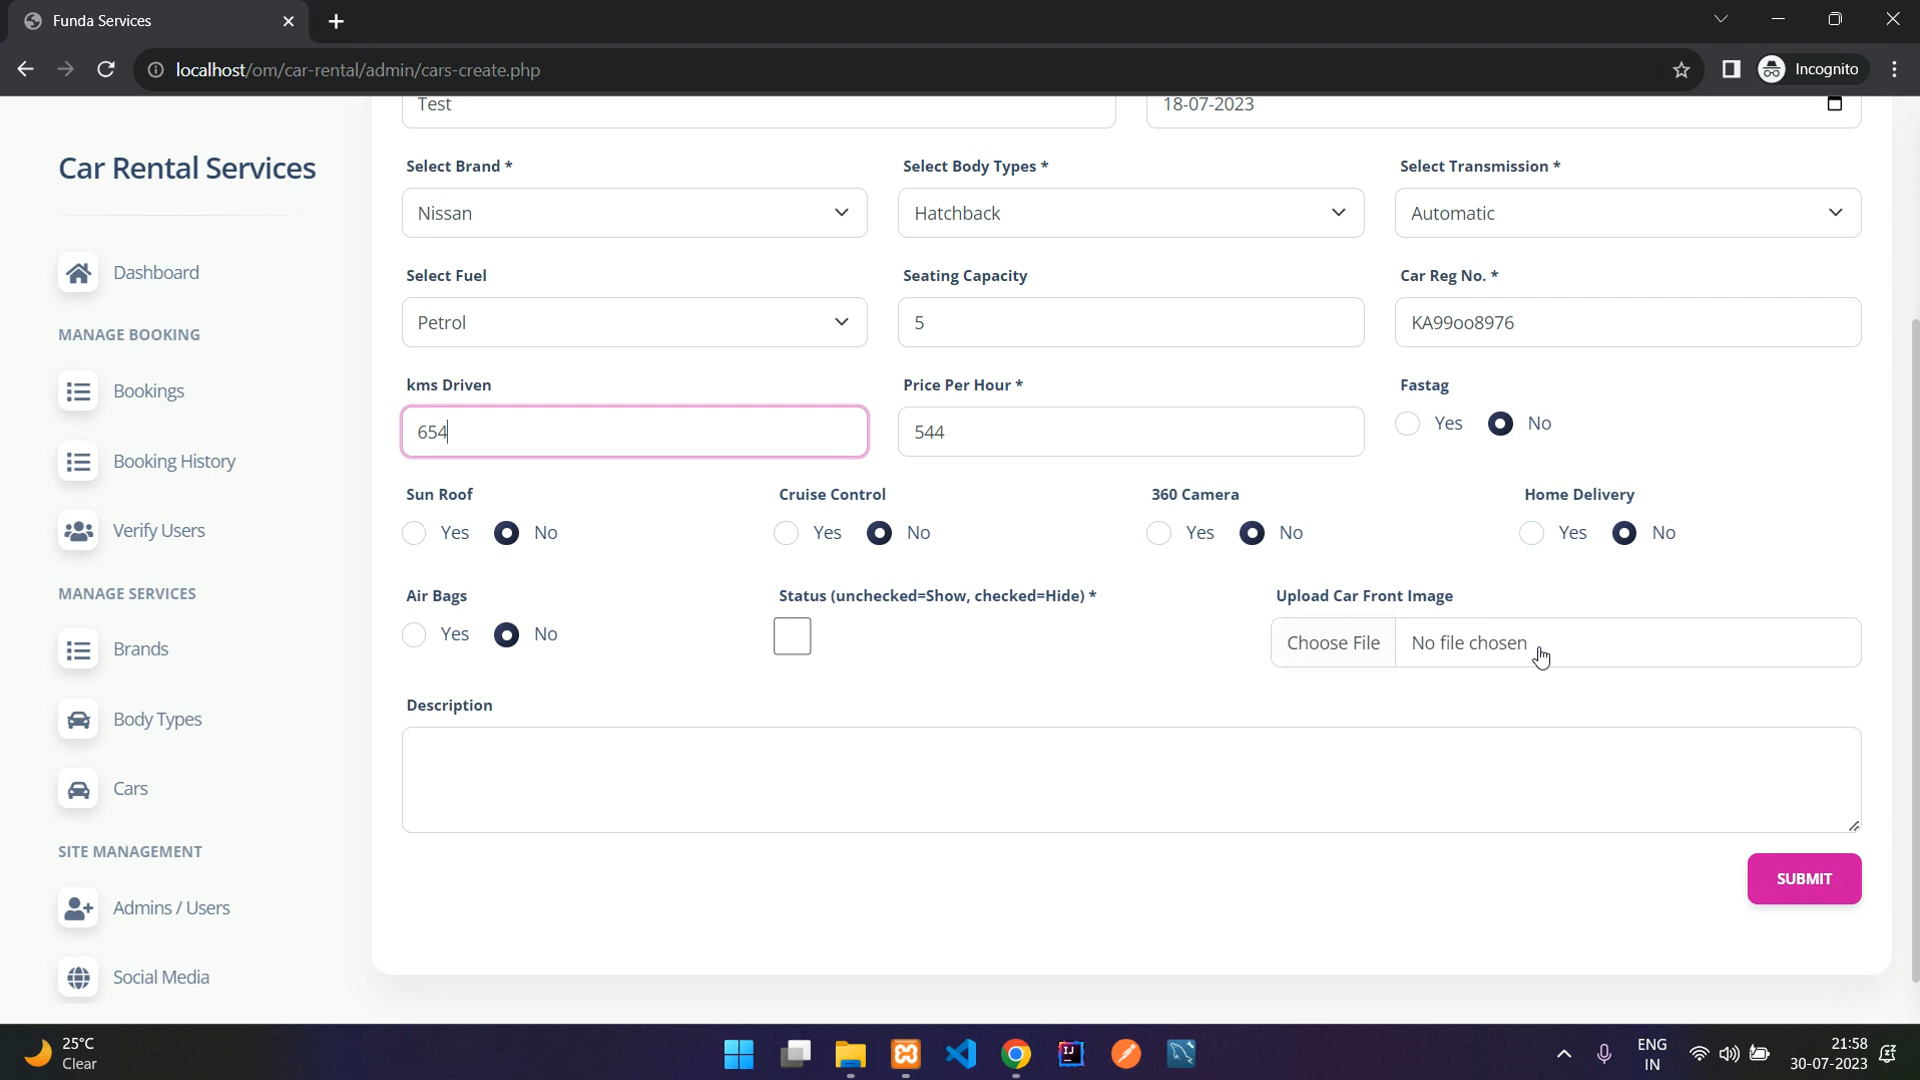 Funda Services
localhost/om/car-rental/admin/cars-create.php
Incognito
Car Rental Services
Dashboard
MANAGE BOOKING
Bookings
Booking History
Verify Users
MANAGE SERVICES
Brands
Body Types
Cars
SITE MANAGEMENT
Admins / Users
Social Media
Test
18-07-2023
Select Brand *
Select Body Types *
Select Transmission *
Nissan
Hatchback
Automatic
Select Fuel
Seating Capacity
Car Reg No. *
Petrol
5
KA99oo8976
kms Driven
Price Per Hour *
Fastag
654
544
Yes No
Sun Roof
Cruise Control
360 Camera
Home Delivery
Yes No
Yes No
Yes No
Yes No
Air Bags
Status (unchecked=Show, checked=Hide) *
Upload Car Front Image
Yes No
Choose File No file chosen
Description
SUBMIT
25°C
Clear
ENG
IN
21:58
30-07-2023